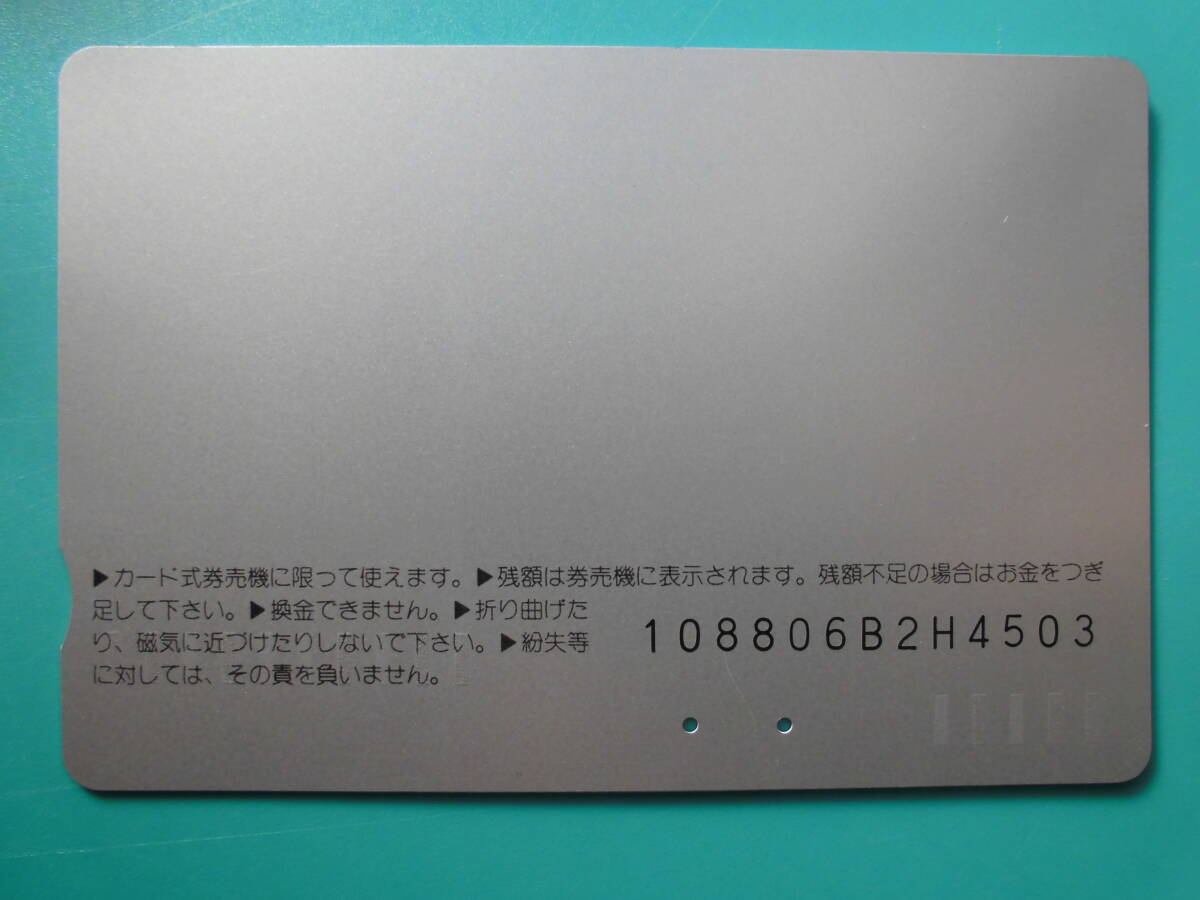 ▶カード式券売機に限って使えます。▶残額は券売機に表示されます。残額不足の場合はお金をつぎ
足して下さい。▶換金できません。▶折り曲げた
り、磁気に近づけたりしないで下さい。▶紛失等
に対しては、その責を負いません。
108806B2H4503